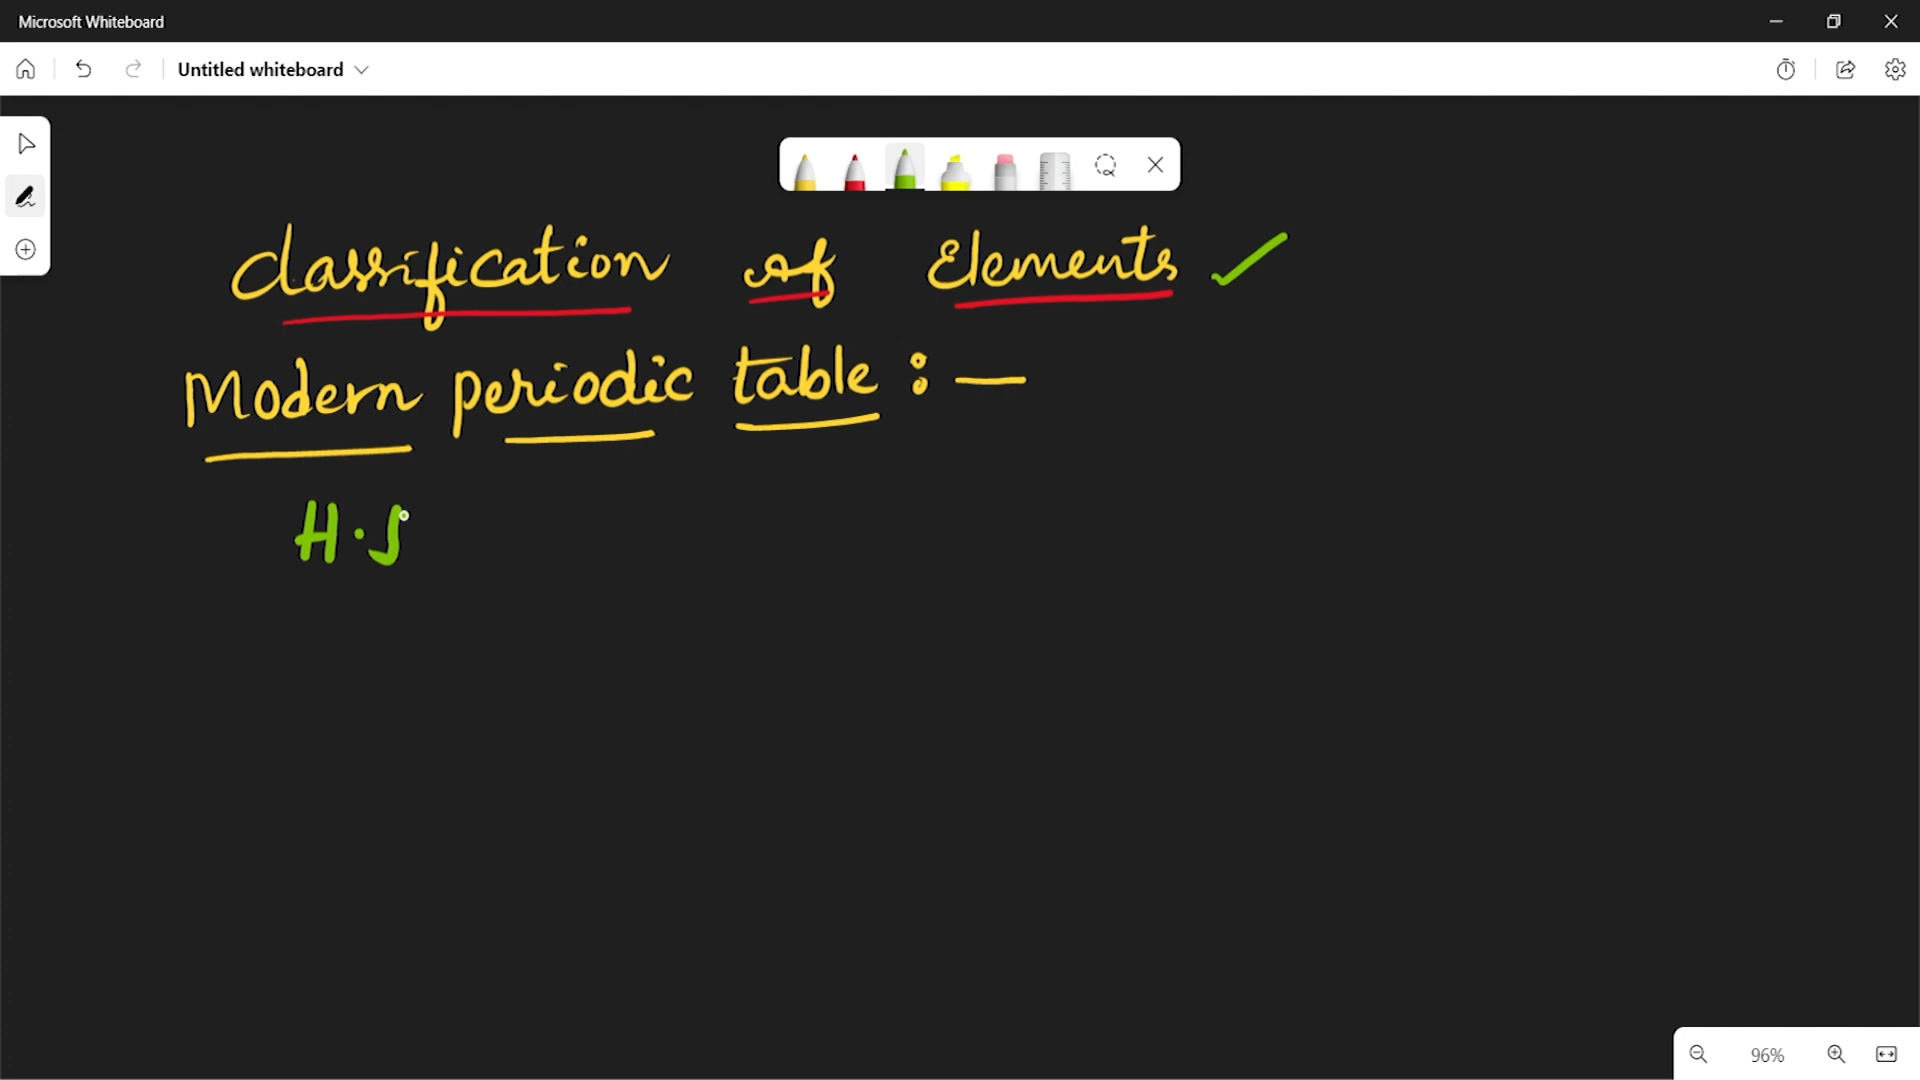 Microsoft Whiteboard
Untitled whiteboard
Classification of Elements
Modern periodic table : —
H.J
96%